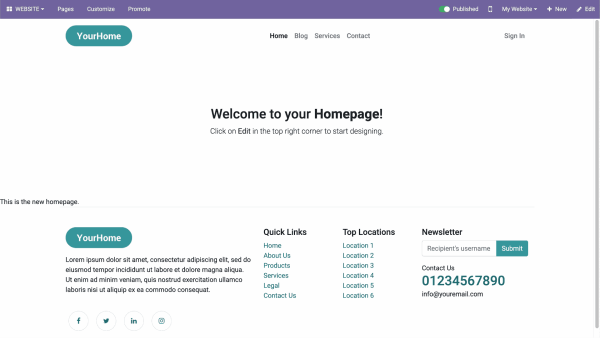 WEBSITE Pages Customize Promote Published My Website New Edit
YourHome Home Blog Services Contact Sign In
Welcome to your Homepage!
Click on Edit in the top right corner to start designing.
This is the new homepage.
YourHome
Lorem ipsum dolor sit amet, consectetur adipiscing elit, sed do
eiusmod tempor incididunt ut labore et dolore magna aliqua.
Ut enim ad minim veniam, quis nostrud exercitation ullamco
laboris nisi ut aliquip ex ea commodo consequat.
Quick Links
Home
About Us
Products
Services
Legal
Contact Us
Top Locations
Location 1
Location 2
Location 3
Location 4
Location 5
Location 6
Newsletter
Recipient's username Submit
Contact Us
01234567890
info@youremail.com